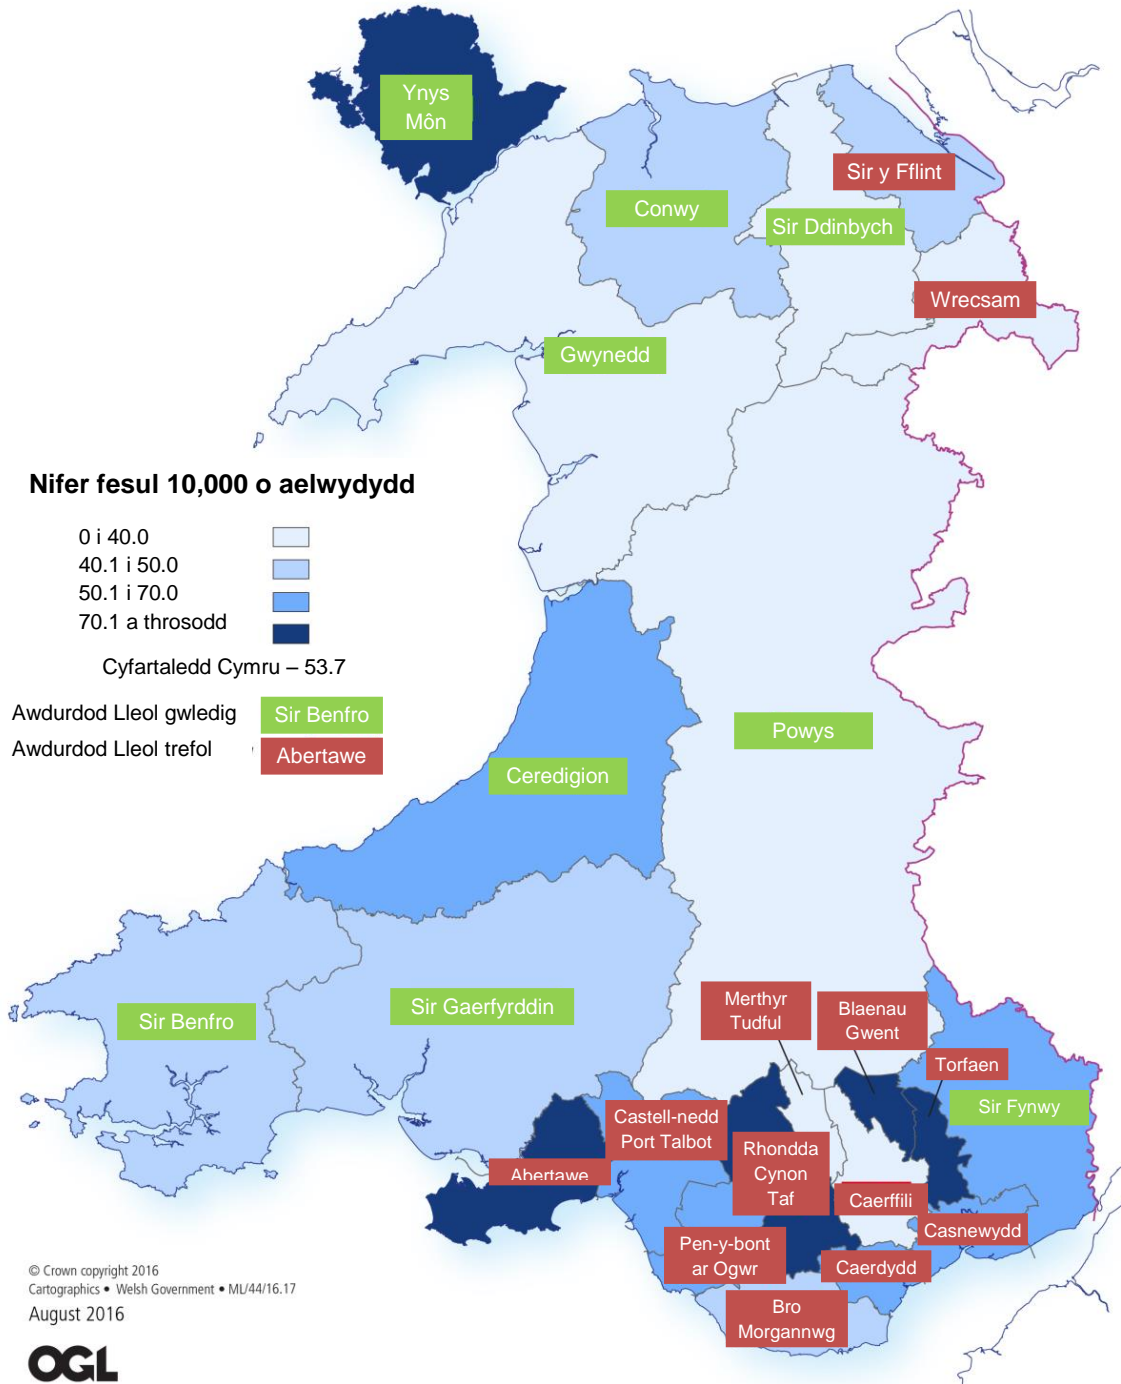 Ynys
Môn
Sir y Fflint
Conwy
Sir Ddinbych
Wrecsam
Gwynedd
Nifer fesul 10,000 o aelwydydd
0 i 40.0
40.1 i 50.0
50.1 i 70.0
70.1 a throsodd
Cyfartaledd Cymru – 53.7
Awdurdod Lleol gwledig
Sir Benfro
Awdurdod Lleol trefol
Abertawe
Powys
Ceredigion
Merthyr
Tudful
Blaenau
Gwent
Sir Gaerfyrddin
Sir Benfro
Torfaen
Sir Fynwy
Castell-nedd
Port Talbot
Rhondda
Cynon
Taf
Abertawe
Caerffili
Casnewydd
Pen-y-bont
ar Ogwr
Caerdydd
Bro
Morgannwg
© Crown copyright 2016
Cartographics • Welsh Government • ML/44/16.17
August 2016
OGL